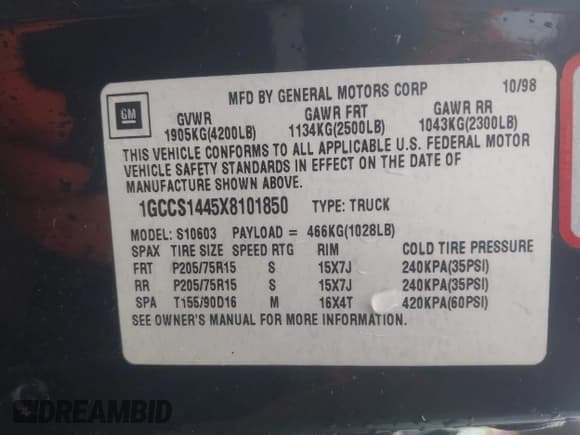 MFD BY GENERAL MOTORS CORP 10/98
GM
GVWR GAWR FRT GAWR RR
1905KG(4200LB) 1134KG(2500LB) 1043KG(2300LB)
THIS VEHICLE CONFORMS TO ALL APPLICABLE U.S. FEDERAL MOTOR
VEHICLE SAFETY STANDARDS IN EFFECT ON THE DATE OF
MANUFACTURE SHOWN ABOVE.
1GCCS1445X8101850 TYPE: TRUCK
MODEL: S10603 PAYLOAD = 466KG(1028LB)
SPAX TIRE SIZE SPEED RTG RIM COLD TIRE PRESSURE
FRT P205/75R15 S 15X7J 240KPA(35PSI)
RR P205/75R15 S 15X7J 240KPA(35PSI)
SPA T155/90D16 M 16X4T 420KPA(60PSI)
SEE OWNER'S MANUAL FOR MORE INFORMATION.
DREAMBID